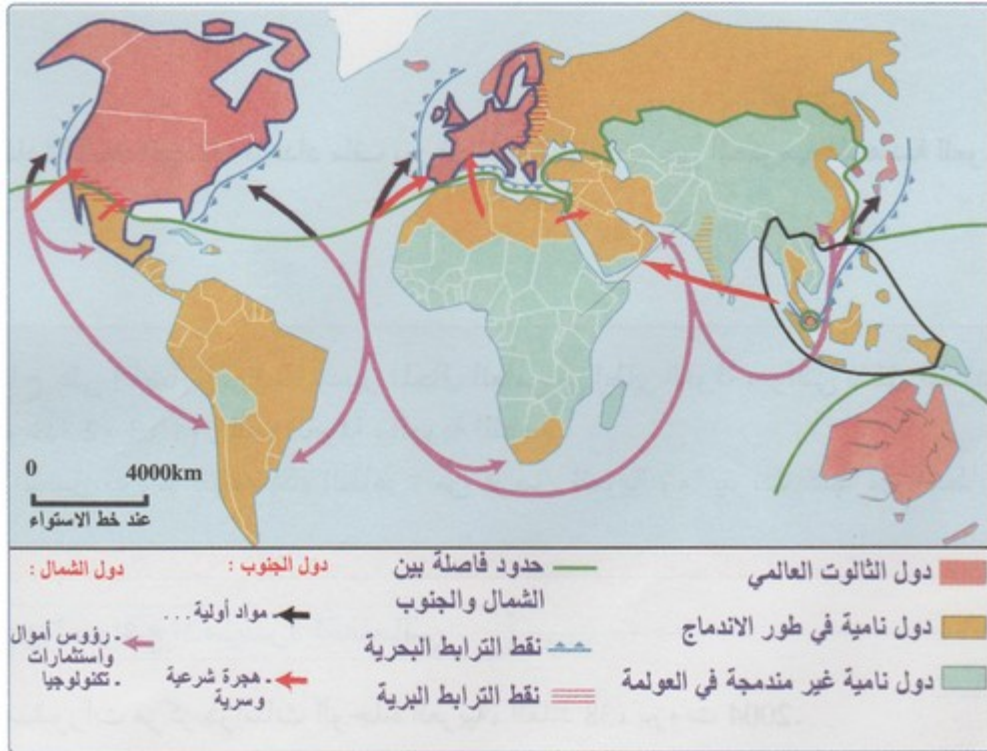 0
4000km
عند خط الاستواء
دول الثالوث العالمي
دول نامية في طور الاندماج
دول نامية غير مندمجة في العولمة
حدود فاصلة بين
الشمال والجنوب
نقط الترابط البحرية
نقط الترابط البرية
دول الجنوب :
- مواد أولية...
- هجرة شرعية
وسرية
دول الشمال :
- رؤوس أموال
واستثمارات
- تكنولوجيا